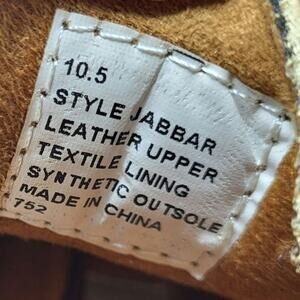 10.5
STYLE JABBAR
LEATHER UPPER
TEXTILE LINING
SYNTHETIC OUTSOLE
MADE IN CHINA
752